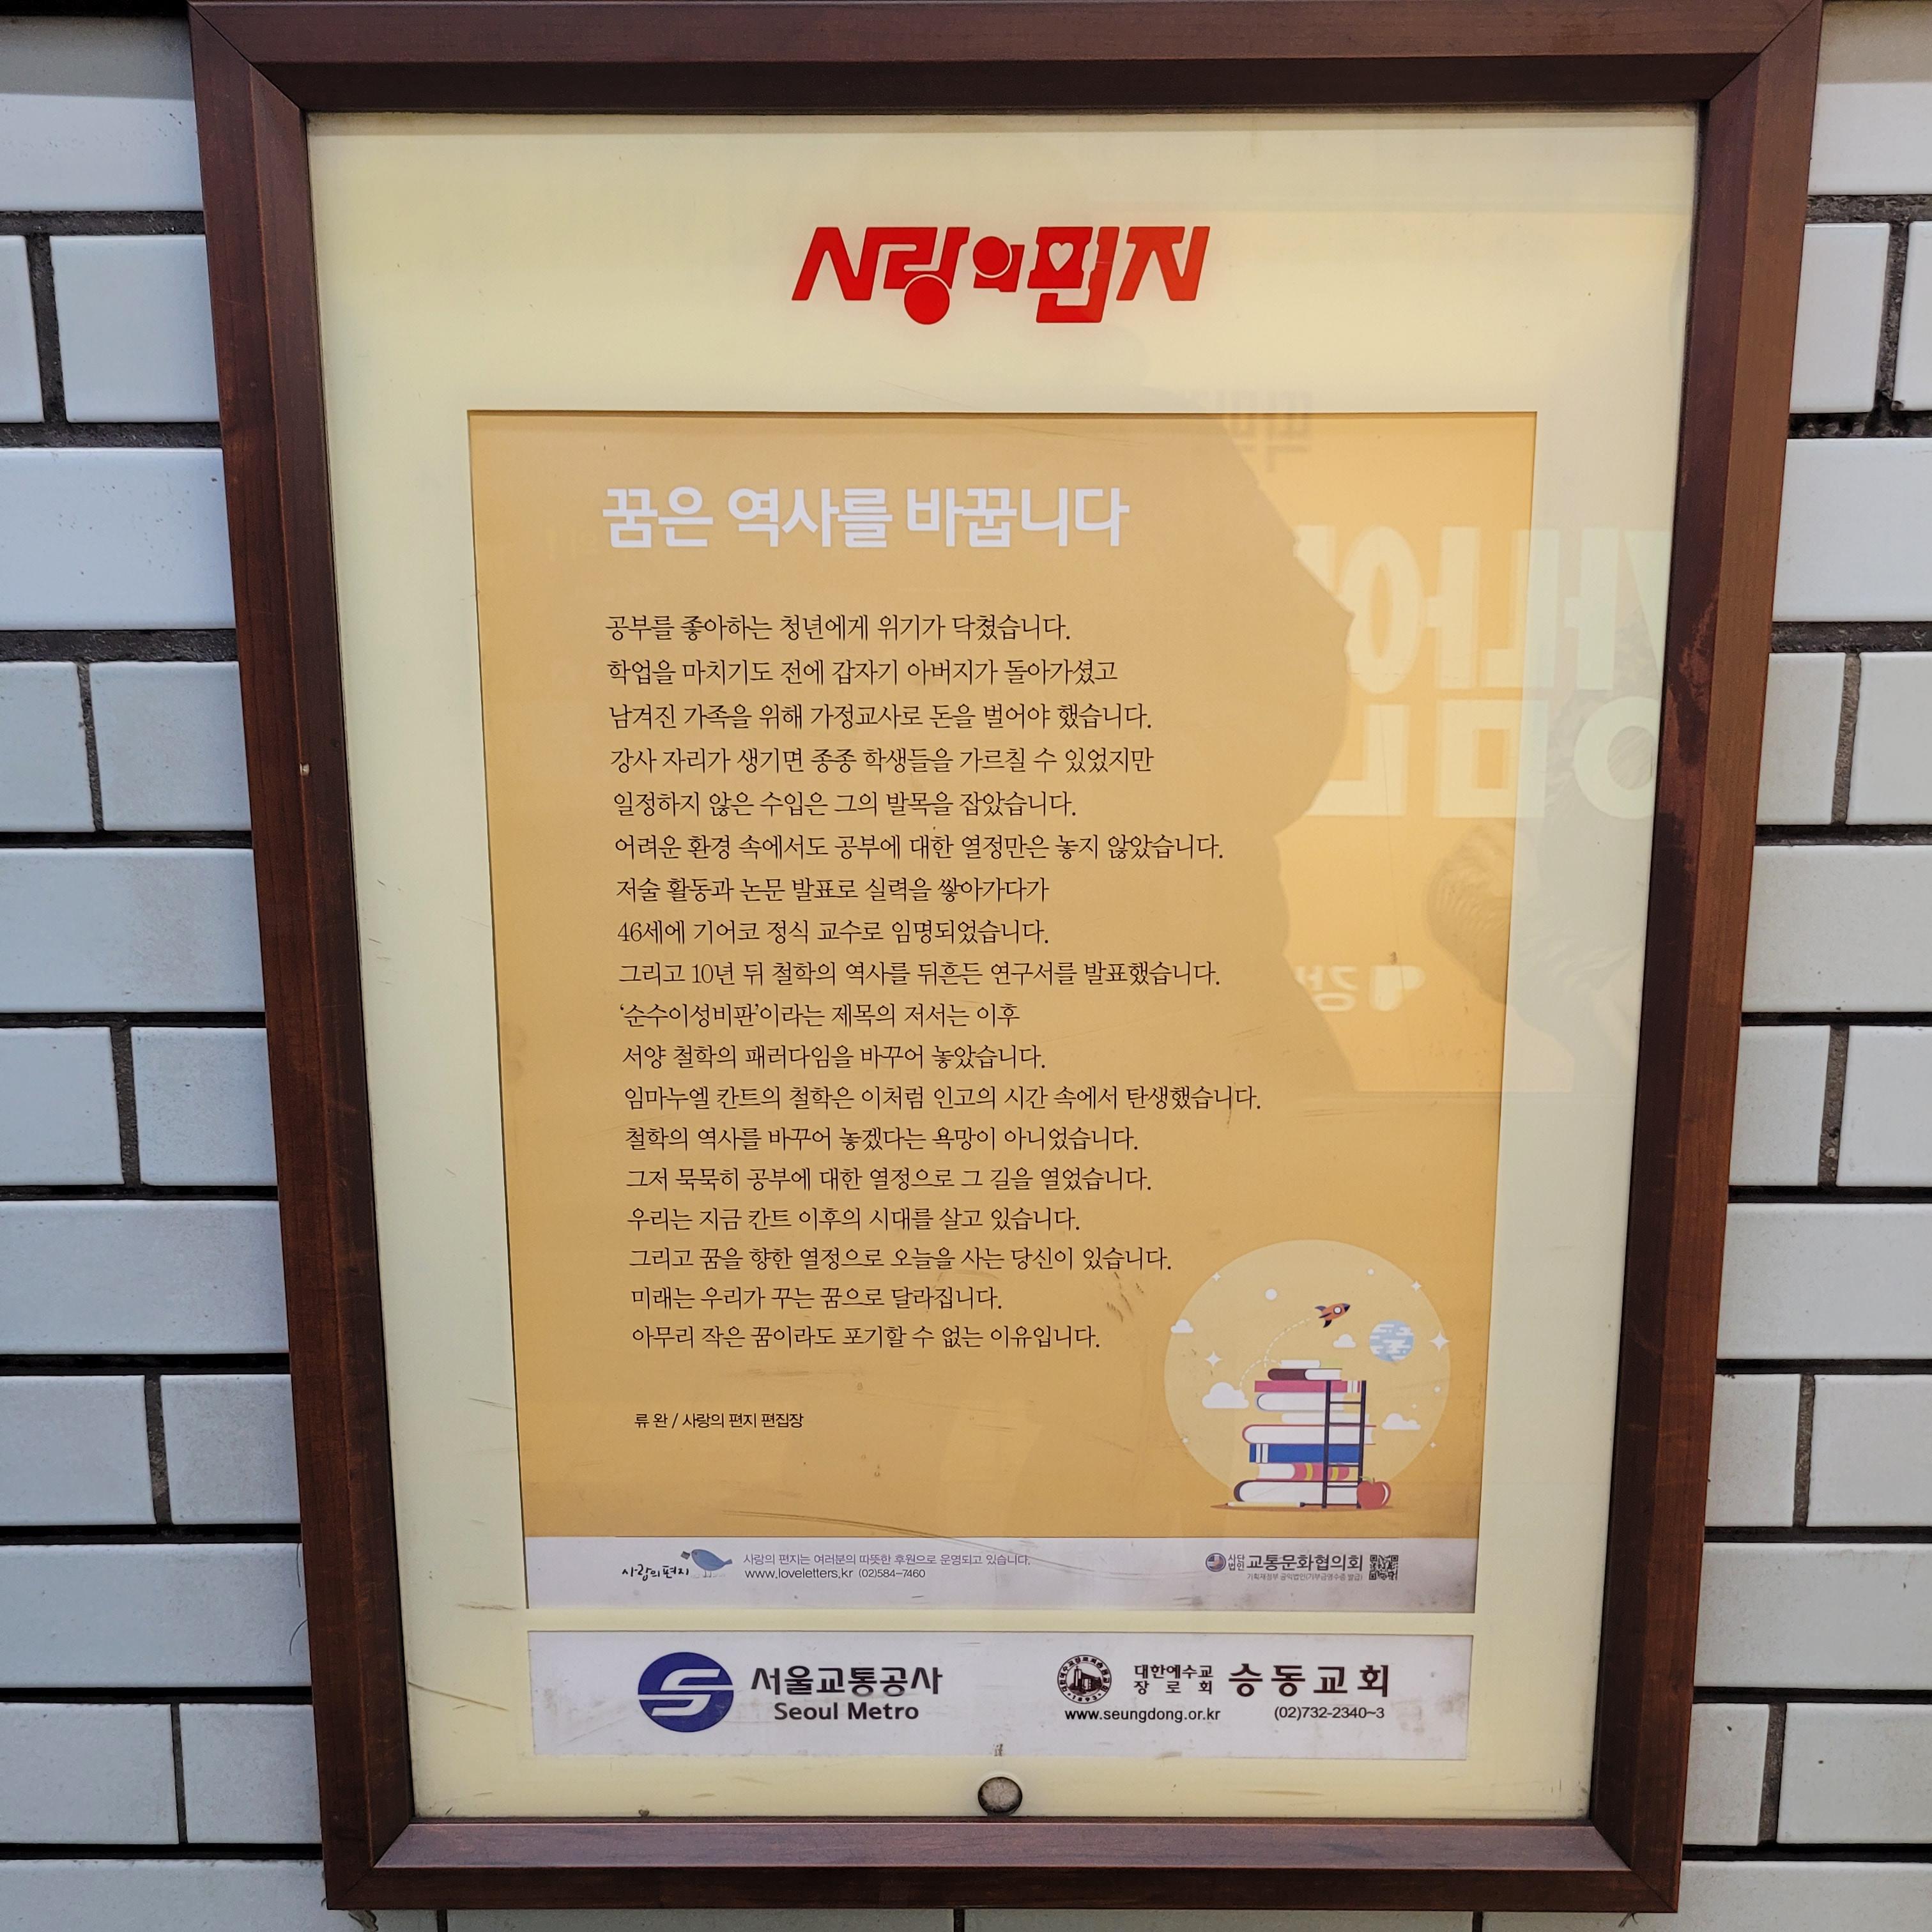 사랑의편지
꿈은 역사를 바꿉니다
공부를 좋아하는 청년에게 위기가 닥쳤습니다.
학업을 마치기도 전에 갑자기 아버지가 돌아가셨고
남겨진 가족을 위해 가정교사로 돈을 벌어야 했습니다.
강사 자리가 생기면 종종 학생들을 가르칠 수 있었지만
일정하지 않은 수입은 그의 발목을 잡았습니다.
어려운 환경 속에서도 공부에 대한 열정만은 놓지 않았습니다.
저술 활동과 논문 발표로 실력을 쌓아가다가
46세에 기어코 정식 교수로 임명되었습니다.
그리고 10년 뒤 철학의 역사를 뒤흔든 연구서를 발표했습니다.
‘순수이성비판’이라는 제목의 저서는 이후
서양 철학의 패러다임을 바꾸어 놓았습니다.
임마누엘 칸트의 철학은 이처럼 인고의 시간 속에서 탄생했습니다.
철학의 역사를 바꾸어 놓겠다는 욕망이 아니었습니다.
그저 묵묵히 공부에 대한 열정으로 그 길을 열었습니다.
우리는 지금 칸트 이후의 시대를 살고 있습니다.
그리고 꿈을 향한 열정으로 오늘을 사는 당신이 있습니다.
미래는 우리가 꾸는 꿈으로 달라집니다.
아무리 작은 꿈이라도 포기할 수 없는 이유입니다.
류 완 / 사랑의 편지 편집장
사랑의 편지
사랑의 편지는 여러분의 따뜻한 후원으로 운영되고 있습니다.
www.loveletters.kr (02)584-7460
사단법인 교통문화협의회
기획재정부 공익법인(기부금영수증 발급)
서울교통공사
Seoul Metro
대한예수교
장로회 승동교회
www.seungdong.or.kr (02)732-2340~3